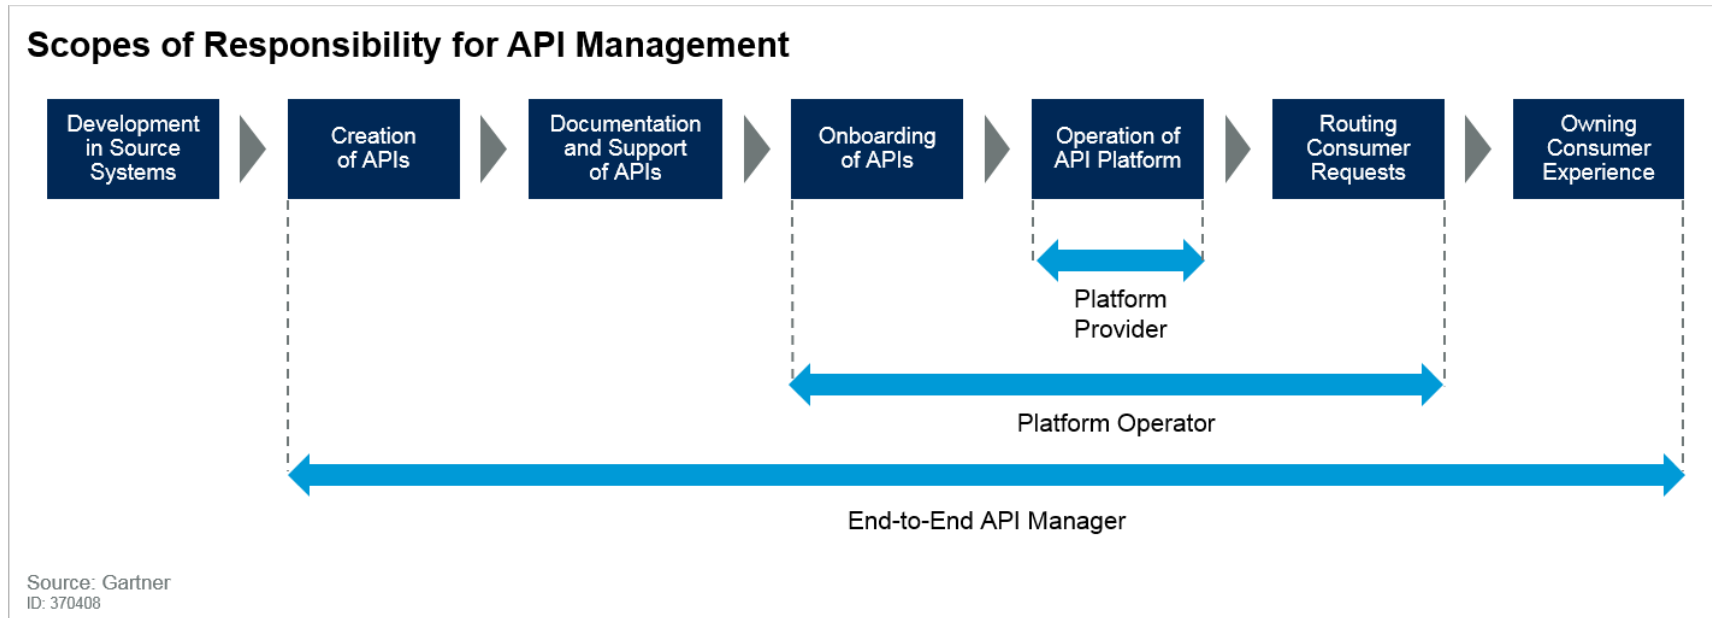 Scopes of Responsibility for API Management
Development
in Source
Systems
Creation
of APIs
Documentation
and Support
of APIs
Onboarding
of APIs
Operation of
API Platform
Routing
Consumer
Requests
Owning
Consumer
Experience
Platform
Provider
Platform Operator
End-to-End API Manager
Source: Gartner
ID: 370408